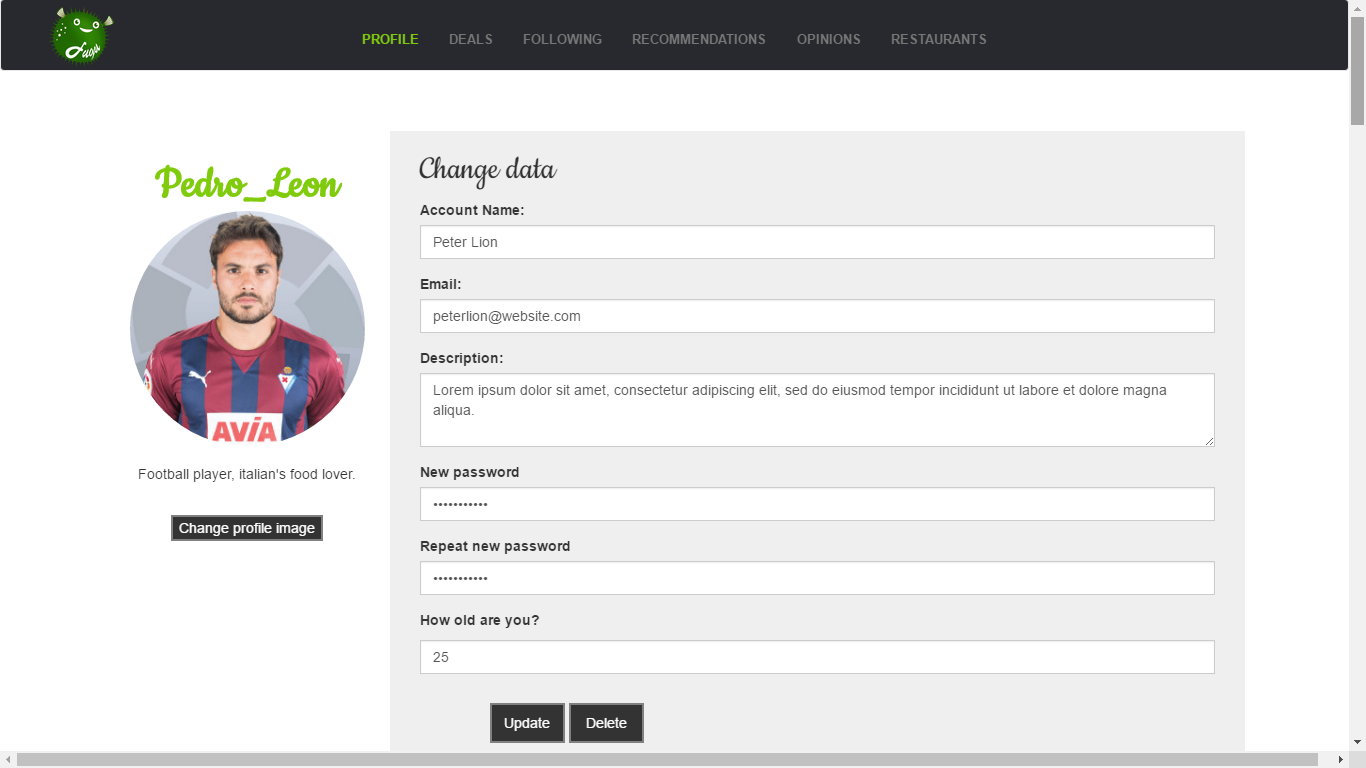 PROFILE DEALS FOLLOWING RECOMMENDATIONS OPINIONS RESTAURANTS
Pedro_Leon
AVIA
Football player, italian's food lover.
Change profile image
Change data
Account Name:
Peter Lion
Email:
peterlion@website.com
Description:
Lorem ipsum dolor sit amet, consectetur adipiscing elit, sed do eiusmod tempor incididunt ut labore et dolore magna
aliqua.
New password
•••••••••••
Repeat new password
•••••••••••
How old are you?
25
Update Delete